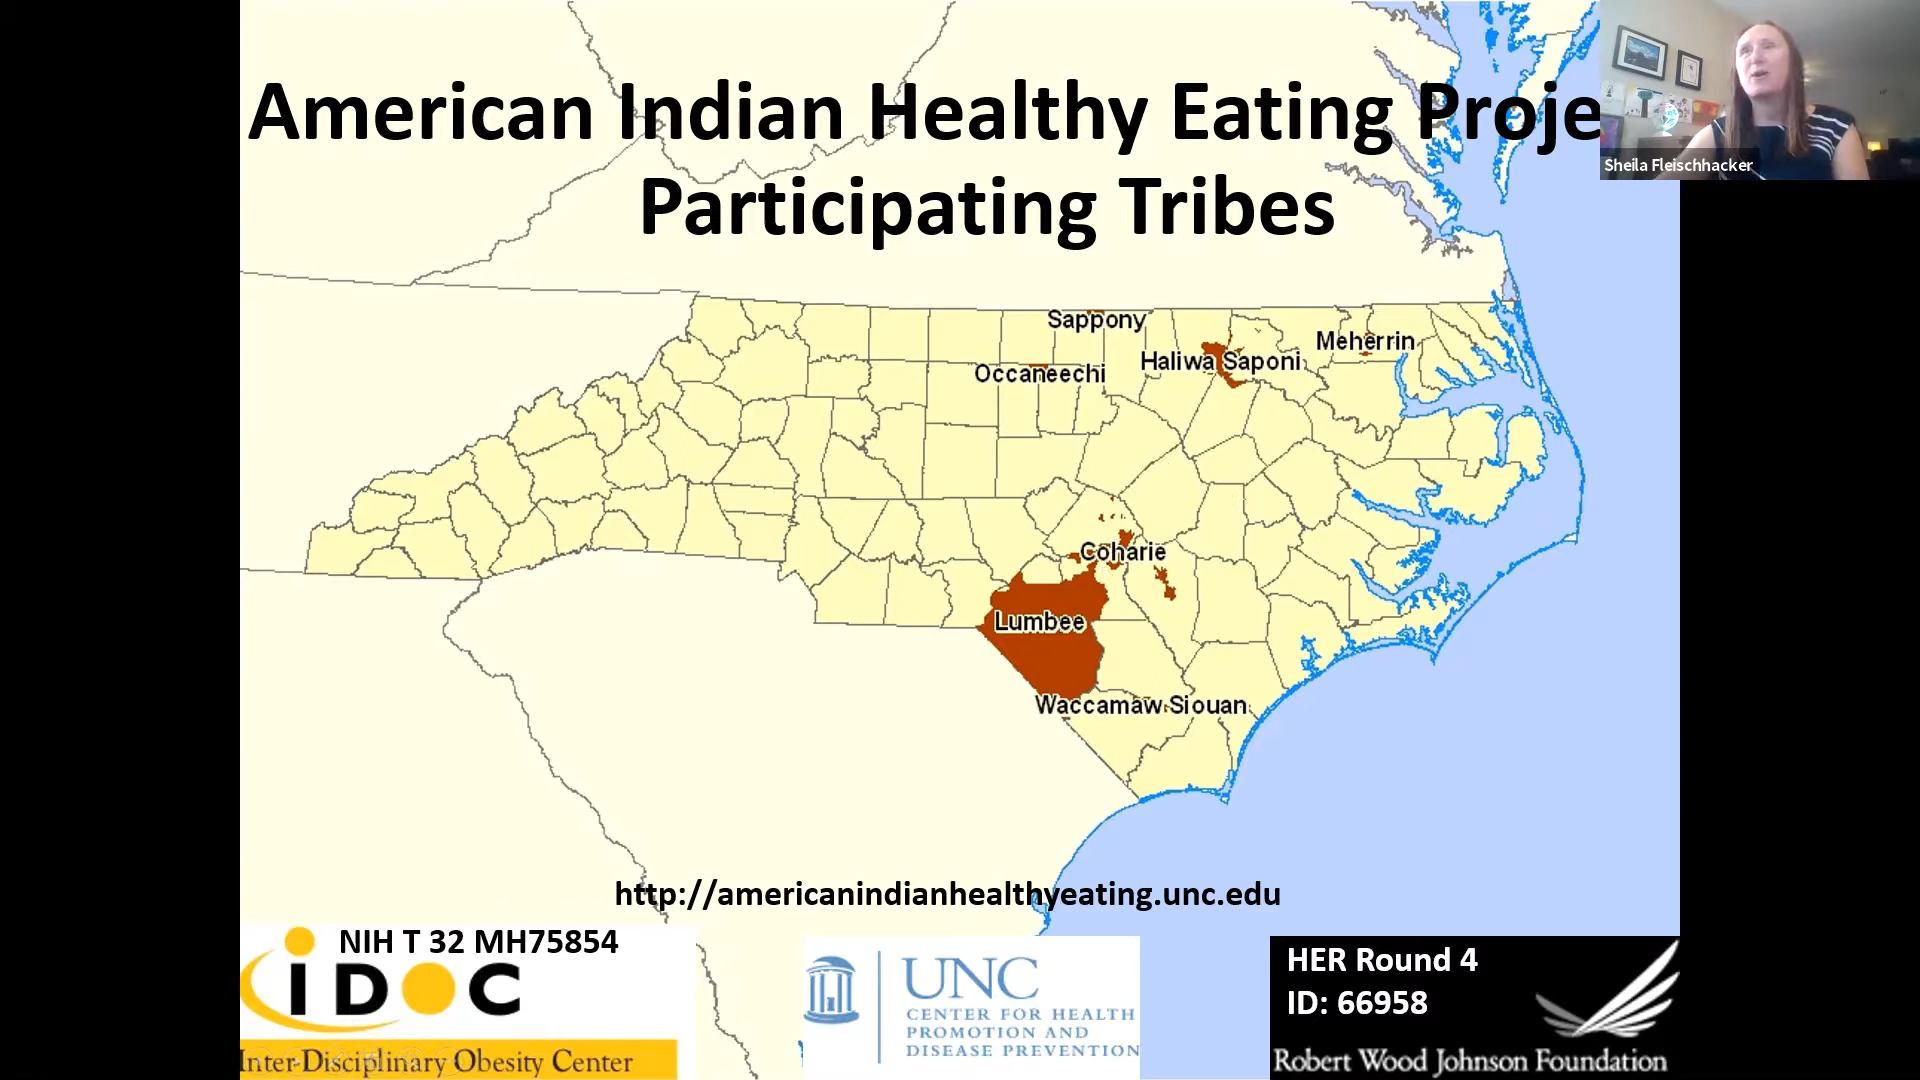 American Indian Healthy Eating Proje
Participating Tribes
Sheila Fleischhacker
Sappony
Meherrin
Haliwa Saponi
Occaneechi
Coharie
Lumbee
Waccamaw Siouan
http://americanindianhealthyeating.unc.edu
NIH T 32 MH75854
iDOC
Inter-Disciplinary Obesity Center
UNC
CENTER FOR HEALTH
PROMOTION AND
DISEASE PREVENTION
HER Round 4
ID: 66958
Robert Wood Johnson Foundation